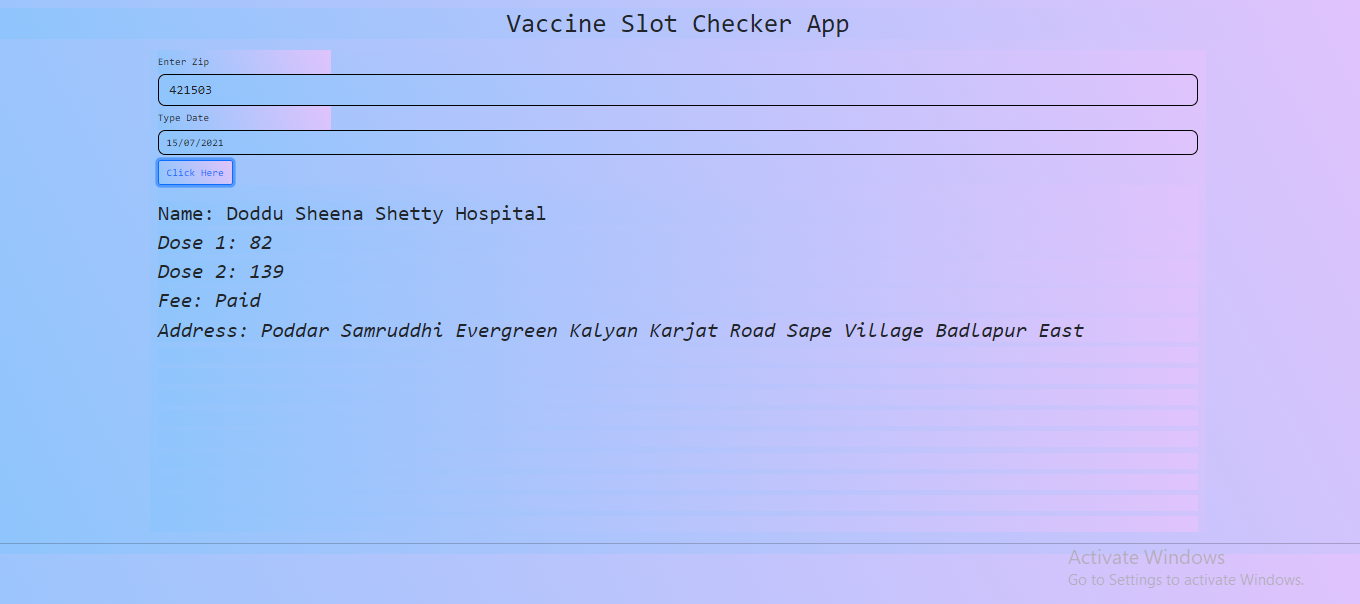 Vaccine Slot Checker App
Enter Zip
421503
Type Date
15/07/2021
Click Here
Name: Doddu Sheena Shetty Hospital
Dose 1: 82
Dose 2: 139
Fee: Paid
Address: Poddar Samruddhi Evergreen Kalyan Karjat Road Sape Village Badlapur East
Activate Windows
Go to Settings to activate Windows.